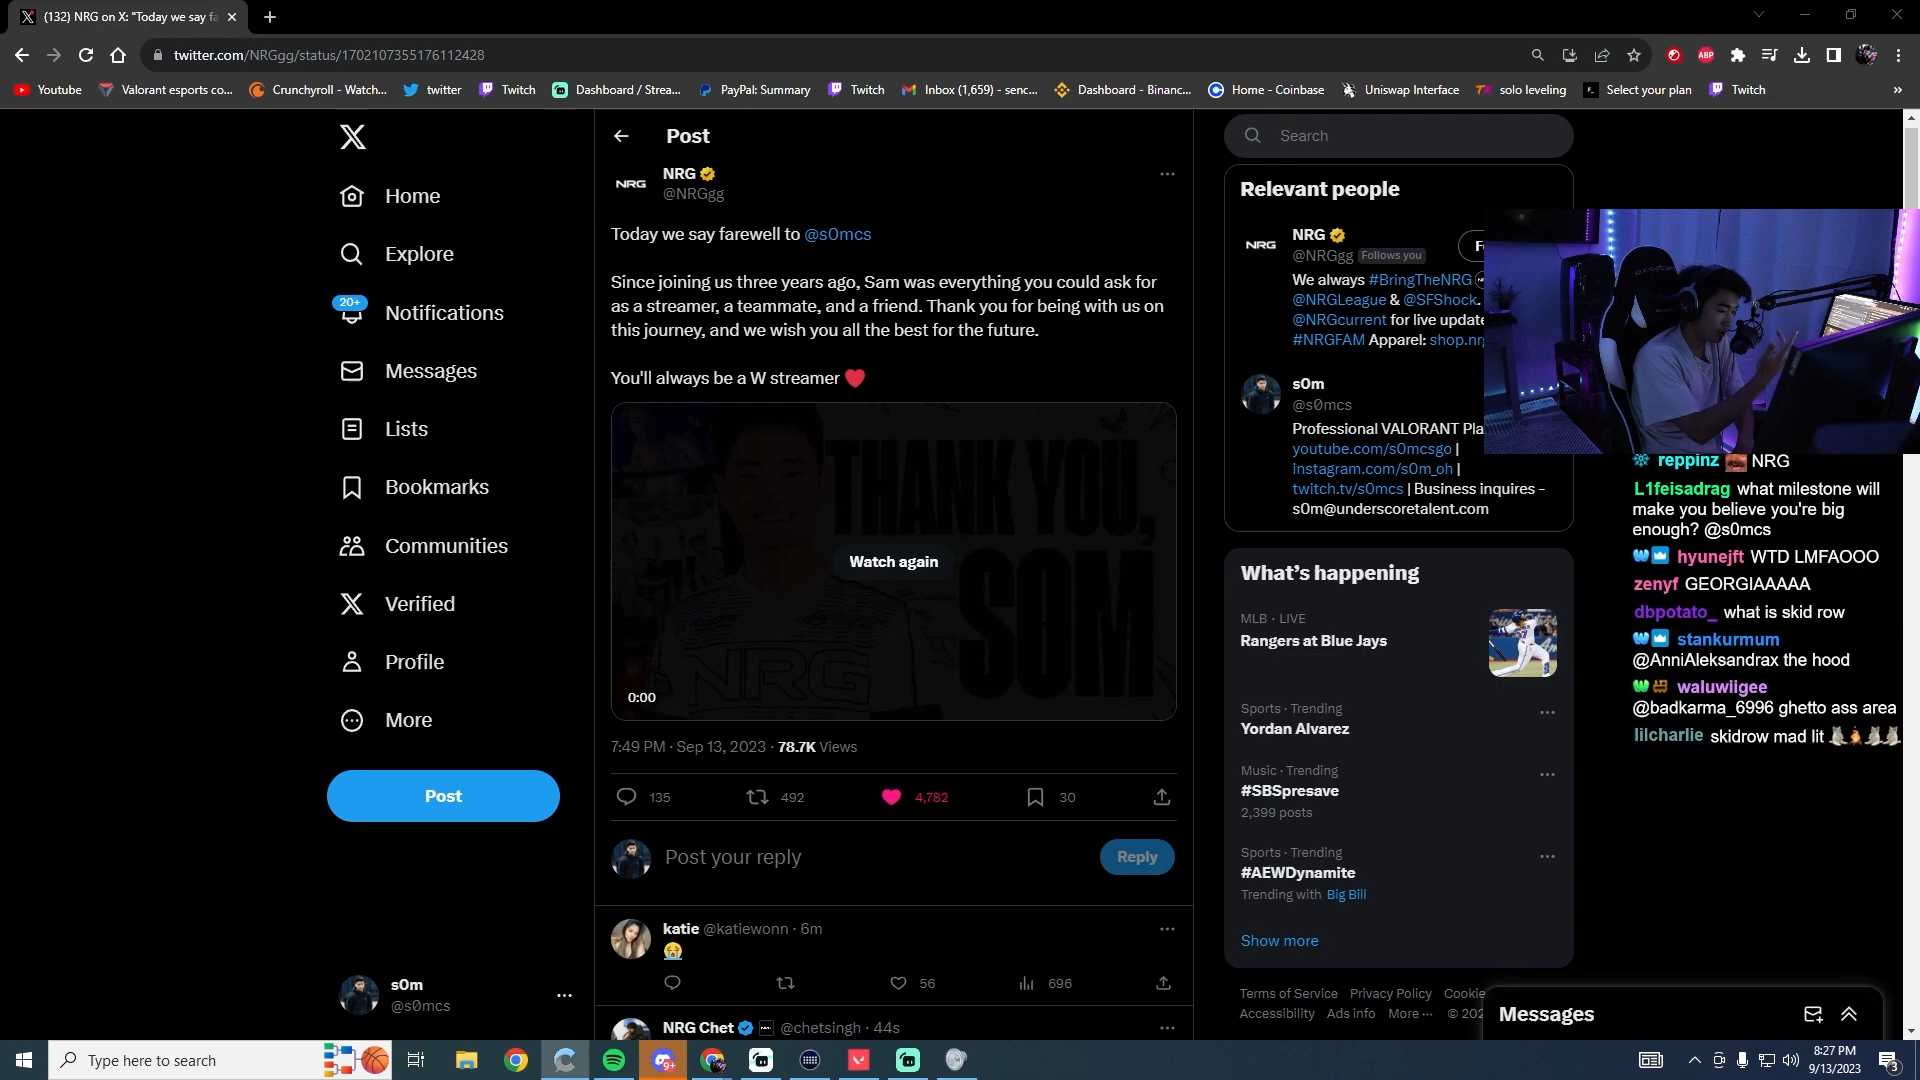 (132) NRG on X: "Today we say fa
twitter.com/NRGgg/status/1702107355176112428
ABP
Youtube
Valorant esports co...
Crunchyroll - Watch...
twitter
Twitch
Dashboard / Strea...
PayPal: Summary
Twitch
Inbox (1,659) - senc...
Dashboard - Binanc...
Home - Coinbase
Uniswap Interface
solo leveling
Select your plan
Twitch
Home
Explore
20+
Notifications
Messages
Lists
Bookmarks
Communities
Verified
Profile
More
Post
s0m
@s0mcs
Post
NRG
NRG
@NRGgg
Today we say farewell to @s0mcs
Since joining us three years ago, Sam was everything you could ask for
as a streamer, a teammate, and a friend. Thank you for being with us on
this journey, and we wish you all the best for the future.
You'll always be a W streamer ❤️
THANK YOU,
S0M
NRG
Watch again
0:00
7:49 PM · Sep 13, 2023 · 78.7K Views
135
492
4,782
30
Post your reply
Reply
katie @katiewonn · 6m
😭
56
696
NRG Chet @chetsingh · 44s
Search
Relevant people
NRG
NRG
@NRGgg Follows you
F
We always #BringTheNRG
@NRGLeague & @SFShock.
@NRGcurrent for live update
#NRGFAM Apparel: shop.nrg
s0m
@s0mcs
Professional VALORANT Pla
youtube.com/s0mcsgo |
instagram.com/s0m_oh |
twitch.tv/s0mcs | Business inquires -
s0m@underscoretalent.com
What's happening
MLB · LIVE
Rangers at Blue Jays
Sports · Trending
Yordan Alvarez
Music · Trending
#SBSpresave
2,399 posts
Sports · Trending
#AEWDynamite
Trending with Big Bill
Show more
Terms of Service Privacy Policy Cookie
Accessibility Ads info More ··· © 202
Messages
reppinz NRG
L1feisadrag what milestone will
make you believe you're big
enough? @s0mcs
hyunejft WTD LMFAOOO
zenyf GEORGIAAAAA
dbpotato_ what is skid row
stankurmum
@AnniAleksandrax the hood
waluwiigee
@badkarma_6996 ghetto ass area
lilcharlie skidrow mad lit
Type here to search
9+
8:27 PM
9/13/2023
3